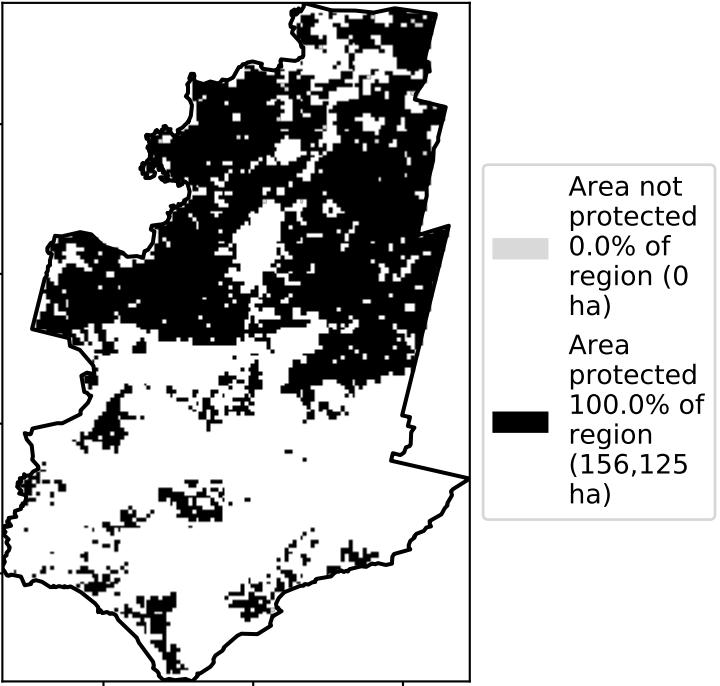 Area not
protected
0.0% of
region (0
ha)
Area
protected
100.0% of
region
(156,125
ha)